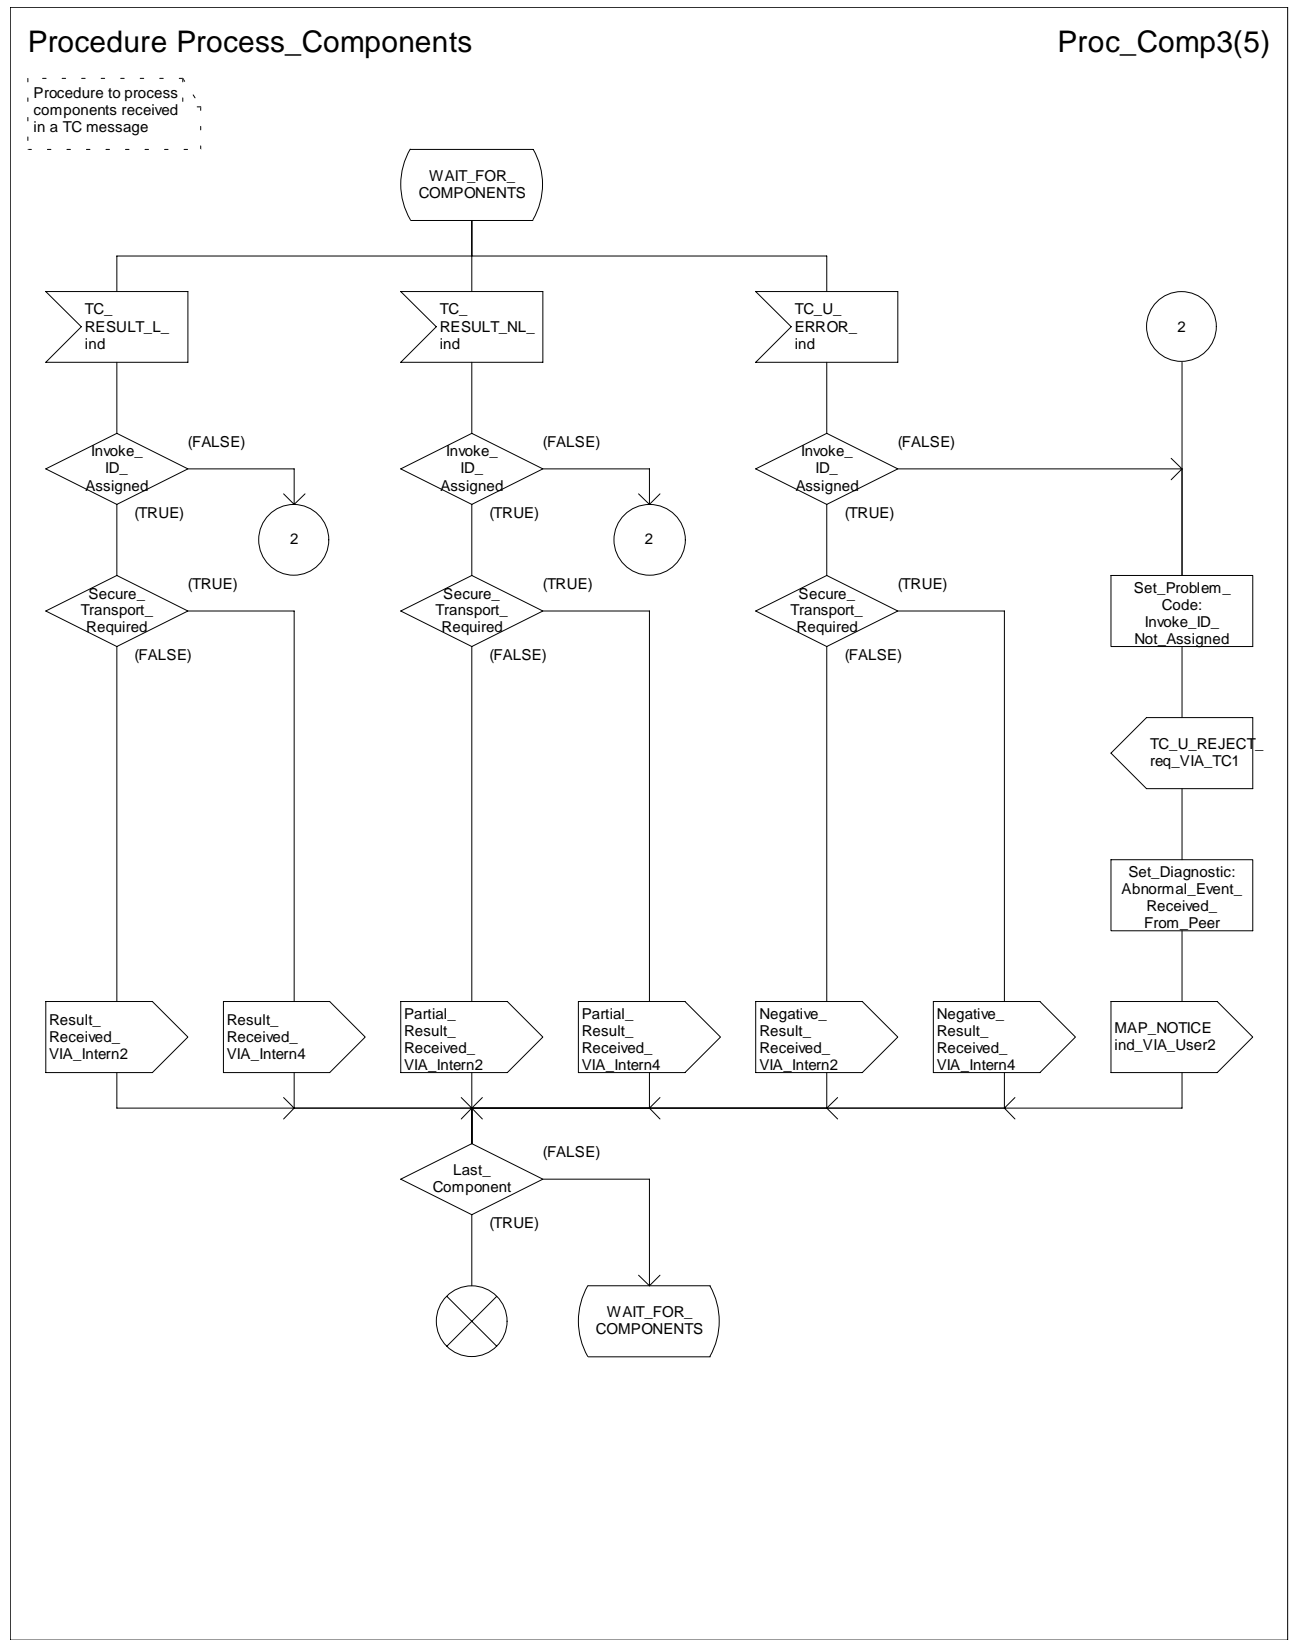 Procedure Process_Components
Proc_Comp3(5)
Procedure to process
components received
in a TC message
WAIT_FOR_
COMPONENTS
TC_
RESULT_L_
ind
TC_
RESULT_NL_
ind
TC_U_
ERROR_
ind
2
Invoke_
ID_
Assigned
(FALSE)
(TRUE)
2
Invoke_
ID_
Assigned
(FALSE)
(TRUE)
2
Invoke_
ID_
Assigned
(FALSE)
(TRUE)
Secure_
Transport_
Required
(TRUE)
(FALSE)
Secure_
Transport_
Required
(TRUE)
(FALSE)
Secure_
Transport_
Required
(TRUE)
(FALSE)
Set_Problem_
Code:
Invoke_ID_
Not_Assigned
TC_U_REJECT_
req_VIA_TC1
Set_Diagnostic:
Abnormal_Event_
Received_
From_Peer
Result_
Received_
VIA_Intern2
Result_
Received_
VIA_Intern4
Partial_
Result_
Received_
VIA_Intern2
Partial_
Result_
Received_
VIA_Intern4
Negative_
Result_
Received_
VIA_Intern2
Negative_
Result_
Received_
VIA_Intern4
MAP_NOTICE
ind_VIA_User2
Last_
Component
(FALSE)
(TRUE)
WAIT_FOR_
COMPONENTS